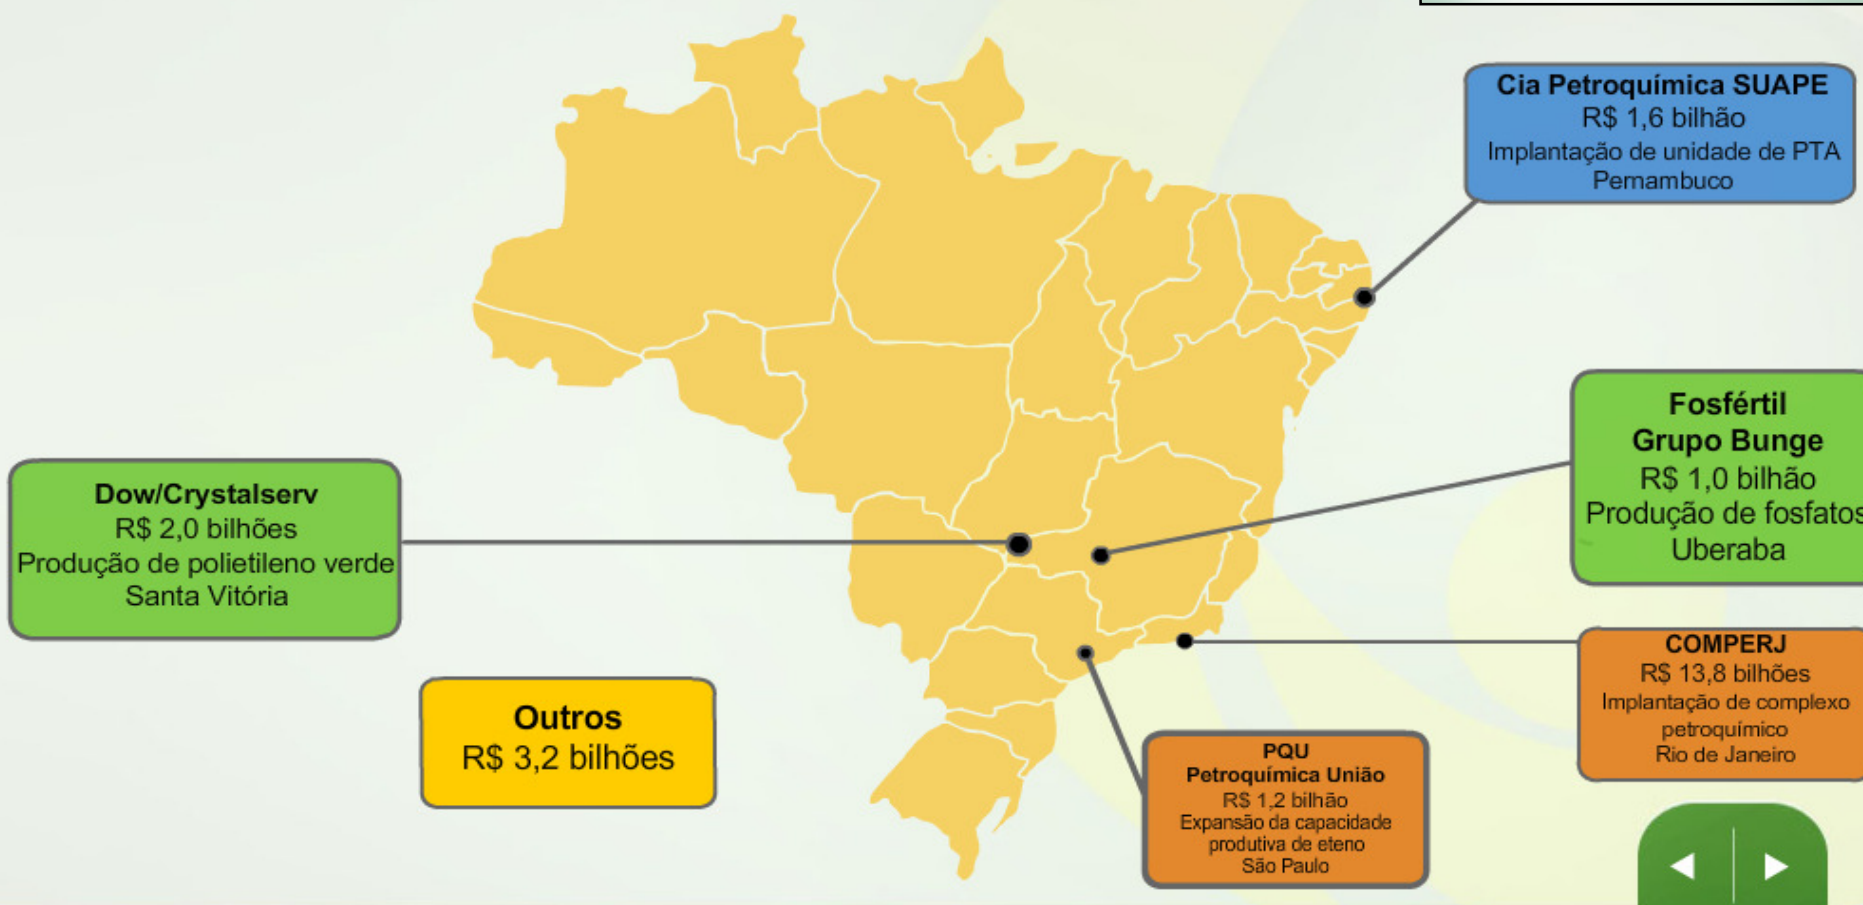 Cia Petroquímica SUAPE
R$ 1,6 bilhão
Implantação de unidade de PTA
Pernambuco
Fosfértil
Grupo Bunge
R$ 1,0 bilhão
Produção de fosfatos
Uberaba
Dow/Crystalserv
R$ 2,0 bilhões
Produção de polietileno verde
Santa Vitória
COMPERJ
R$ 13,8 bilhões
Implantação de complexo
petroquímico
Rio de Janeiro
Outros
R$ 3,2 bilhões
PQU
Petroquímica União
R$ 1,2 bilhão
Expansão da capacidade
produtiva de eteno
São Paulo